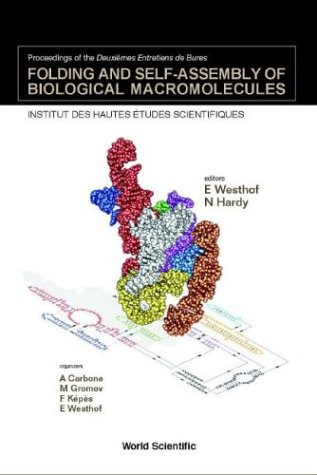 Proceedings of the Deuxièmes Entretiens de Bures
FOLDING AND SELF-ASSEMBLY OF
BIOLOGICAL MACROMOLECULES
INSTITUT DES HAUTES ÉTUDES SCIENTIFIQUES
editors
E Westhof
N Hardy
organizers
A Carbone
M Gromov
F Képès
E Westhof
World Scientific